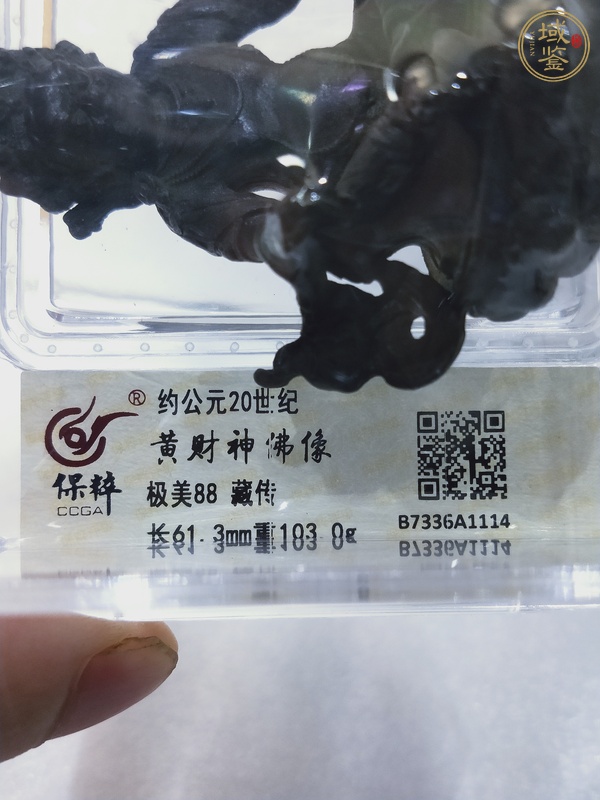 域鉴
®
约公元20世纪
黄财神佛像
保粹
CCGA
极美88 藏传
长61.3mm重103.0g
B7336A1114